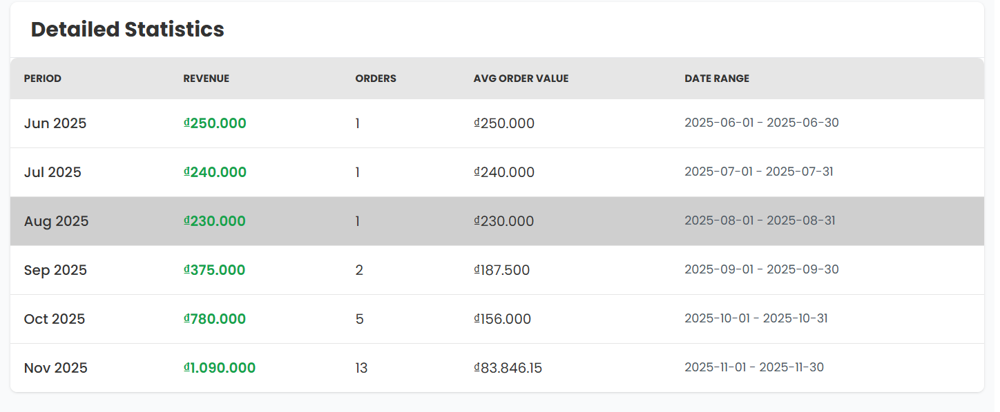 Detailed Statistics
PERIOD REVENUE ORDERS AVG ORDER VALUE DATE RANGE
Jun 2025 ₫250.000 1 ₫250.000 2025-06-01 - 2025-06-30
Jul 2025 ₫240.000 1 ₫240.000 2025-07-01 - 2025-07-31
Aug 2025 ₫230.000 1 ₫230.000 2025-08-01 - 2025-08-31
Sep 2025 ₫375.000 2 ₫187.500 2025-09-01 - 2025-09-30
Oct 2025 ₫780.000 5 ₫156.000 2025-10-01 - 2025-10-31
Nov 2025 ₫1.090.000 13 ₫83.846.15 2025-11-01 - 2025-11-30